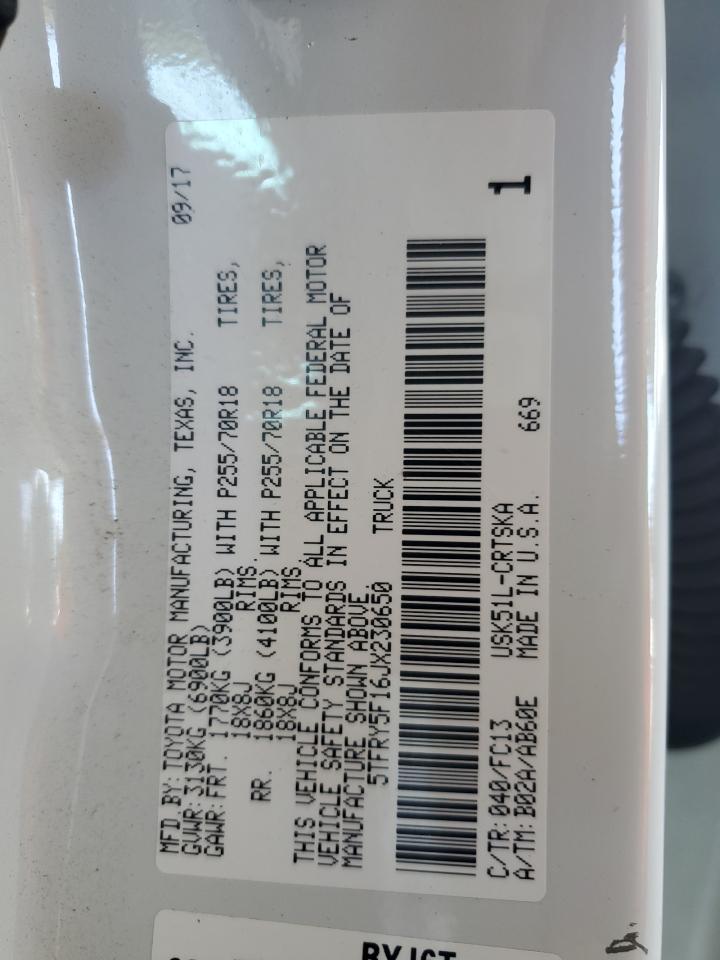 MFD BY: TOYOTA MOTOR MANUFACTURING, TEXAS, INC. 09/17
GVWR: 3130KG (6900LB)
GAWR: FRT. 1770KG (3900LB) WITH P255/70R18 TIRES,
18X8J RIMS.
RR. 1860KG (4100LB) WITH P255/70R18 TIRES,
18X8J RIMS
THIS VEHICLE CONFORMS TO ALL APPLICABLE FEDERAL MOTOR
VEHICLE SAFETY STANDARDS IN EFFECT ON THE DATE OF
MANUFACTURE SHOWN ABOVE
5TFRY5F16JX230650 TRUCK
1
C/TR: 040/FC13 USK51L-CRTSKA
A/TM: B02A/AB60E MADE IN U.S.A. 669